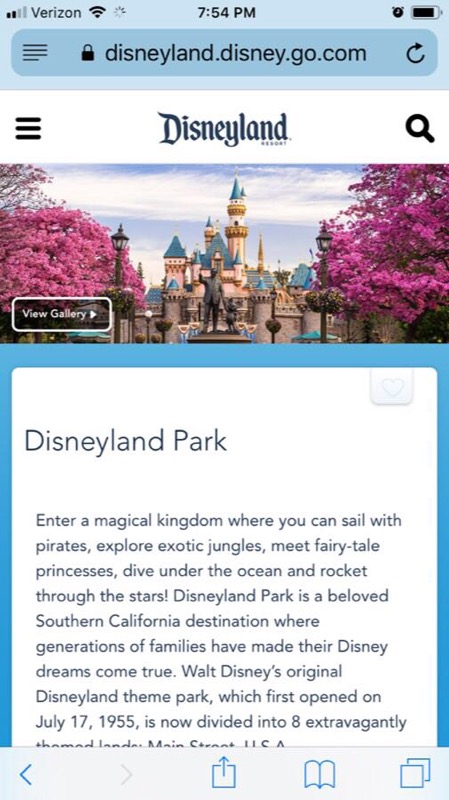 Verizon 7:54 PM
disneyland.disney.go.com
Disneyland
RESORT
View Gallery
Disneyland Park
Enter a magical kingdom where you can sail with
pirates, explore exotic jungles, meet fairy-tale
princesses, dive under the ocean and rocket
through the stars! Disneyland Park is a beloved
Southern California destination where
generations of families have made their Disney
dreams come true. Walt Disney’s original
Disneyland theme park, which first opened on
July 17, 1955, is now divided into 8 extravagantly
themed lands: Main Street, U.S.A